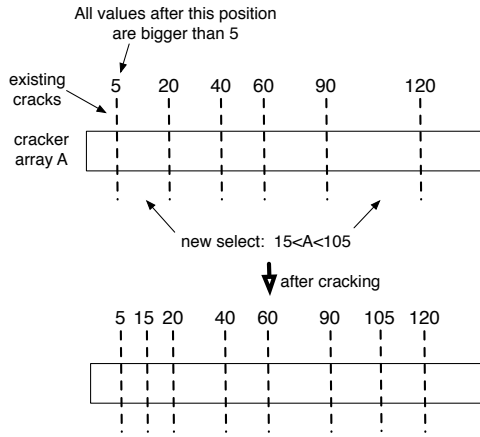 All values after this position
are bigger than 5
existing
cracks
5 20 40 60 90 120
cracker
array A
new select: 15<A<105
after cracking
5 15 20 40 60 90 105 120